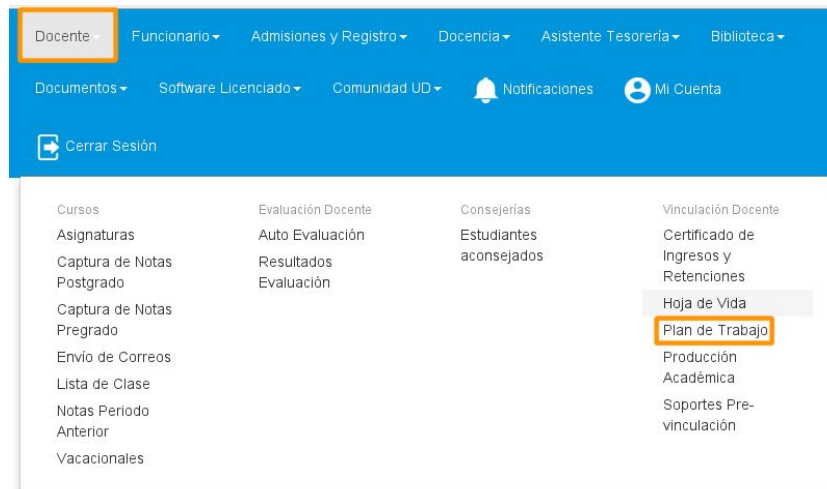 Docente Funcionario Admisiones y Registro Docencia Asistente Tesorería Biblioteca
Documentos Software Licenciado Comunidad UD Notificaciones Mi Cuenta
Cerrar Sesión
Cursos
Asignaturas
Captura de Notas
Postgrado
Captura de Notas
Pregrado
Envío de Correos
Lista de Clase
Notas Periodo
Anterior
Vacacionales
Evaluación Docente
Auto Evaluación
Resultados
Evaluación
Consejerías
Estudiantes
aconsejados
Vinculación Docente
Certificado de
Ingresos y
Retenciones
Hoja de Vida
Plan de Trabajo
Producción
Académica
Soportes Pre-
vinculación